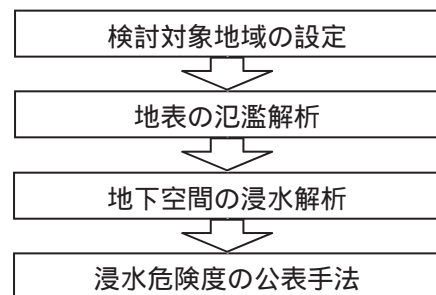 検討対象地域の設定
地表の氾濫解析
地下空間の浸水解析
浸水危険度の公表手法